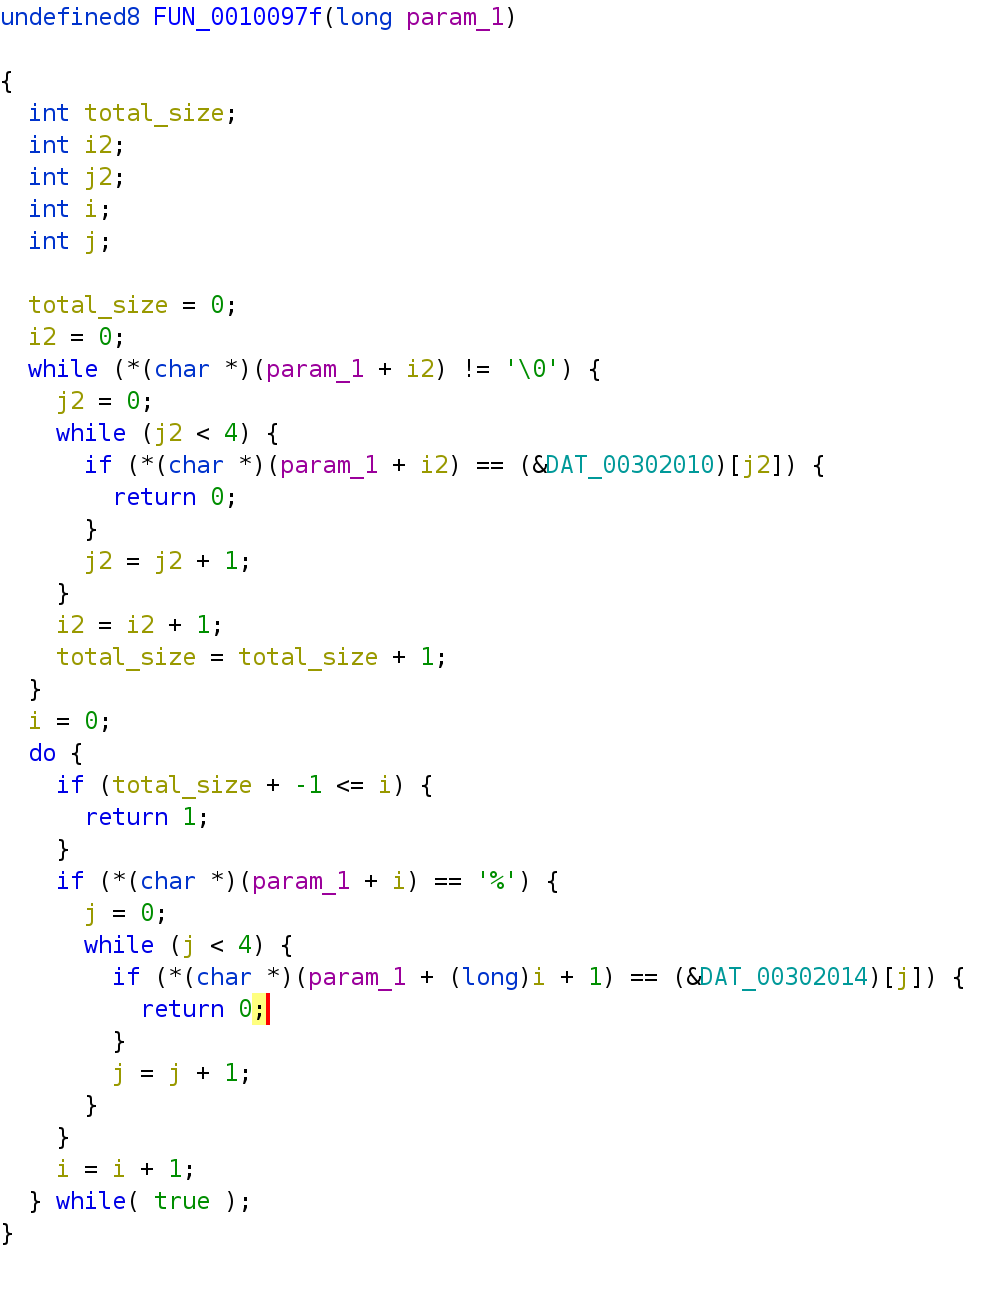 undefined8 FUN_0010097f(long param_1)

{
  int total_size;
  int i2;
  int j2;
  int i;
  int j;

  total_size = 0;
  i2 = 0;
  while (*(char *)(param_1 + i2) != '\0') {
    j2 = 0;
    while (j2 < 4) {
      if (*(char *)(param_1 + i2) == (&DAT_00302010)[j2]) {
        return 0;
      }
      j2 = j2 + 1;
    }
    i2 = i2 + 1;
    total_size = total_size + 1;
  }
  i = 0;
  do {
    if (total_size + -1 <= i) {
      return 1;
    }
    if (*(char *)(param_1 + i) == '%') {
      j = 0;
      while (j < 4) {
        if (*(char *)(param_1 + (long)i + 1) == (&DAT_00302014)[j]) {
          return 0;
        }
        j = j + 1;
      }
    }
    i = i + 1;
  } while( true );
}